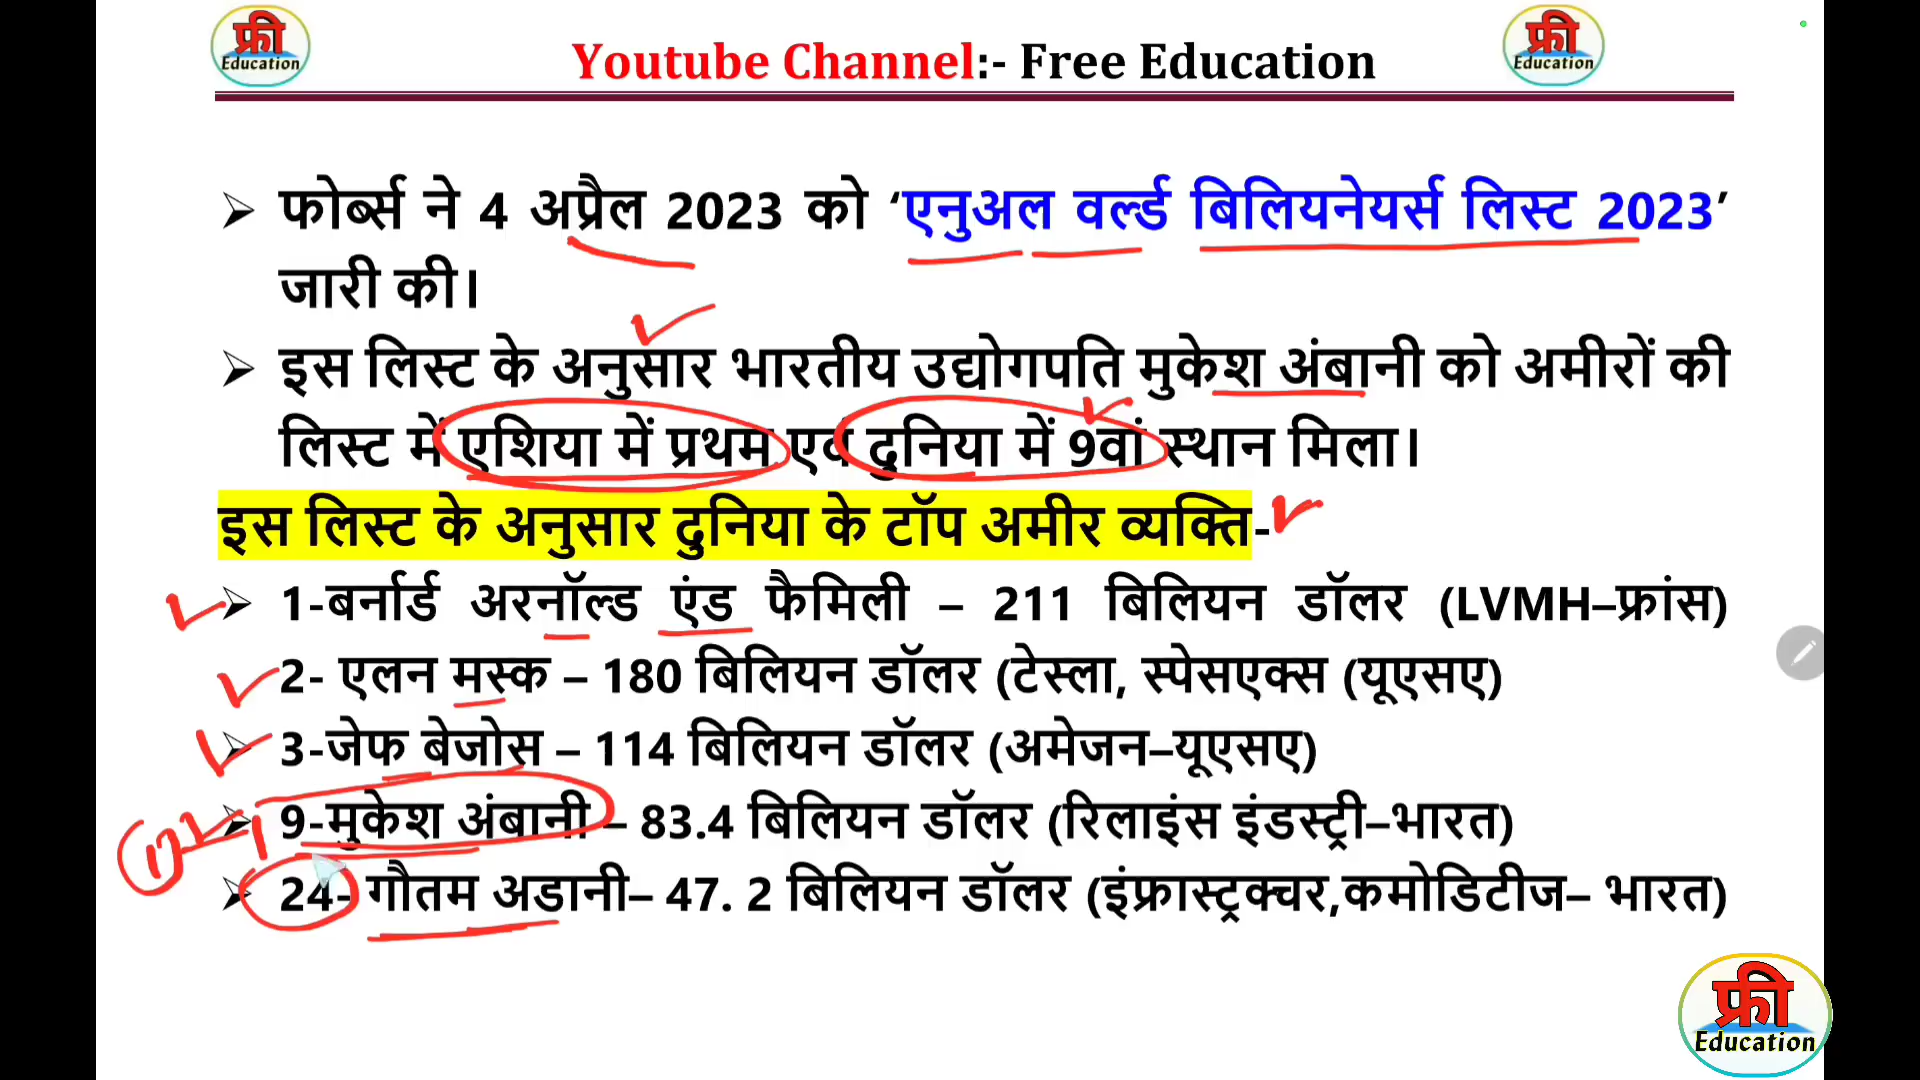 फ्री
Education
Youtube Channel:- Free Education
फ्री
Education
➢ फोर्ब्स ने 4 अप्रैल 2023 को ‘एनुअल वर्ल्ड बिलियनेयर्स लिस्ट 2023’
जारी की।
➢ इस लिस्ट के अनुसार भारतीय उद्योगपति मुकेश अंबानी को अमीरों की
लिस्ट में एशिया में प्रथम एवं दुनिया में 9वां स्थान मिला।
इस लिस्ट के अनुसार दुनिया के टॉप अमीर व्यक्ति-
➢ 1-बर्नार्ड अरनॉल्ड एंड फैमिली – 211 बिलियन डॉलर (LVMH–फ्रांस)
2- एलन मस्क – 180 बिलियन डॉलर (टेस्ला, स्पेसएक्स (यूएसए)
➢ 3-जेफ बेजोस – 114 बिलियन डॉलर (अमेजन–यूएसए)
➢ 9-मुकेश अंबानी – 83.4 बिलियन डॉलर (रिलाइंस इंडस्ट्री–भारत)
➢ 24- गौतम अडानी– 47. 2 बिलियन डॉलर (इंफ्रास्ट्रक्चर,कमोडिटीज– भारत)
फ्री
Education